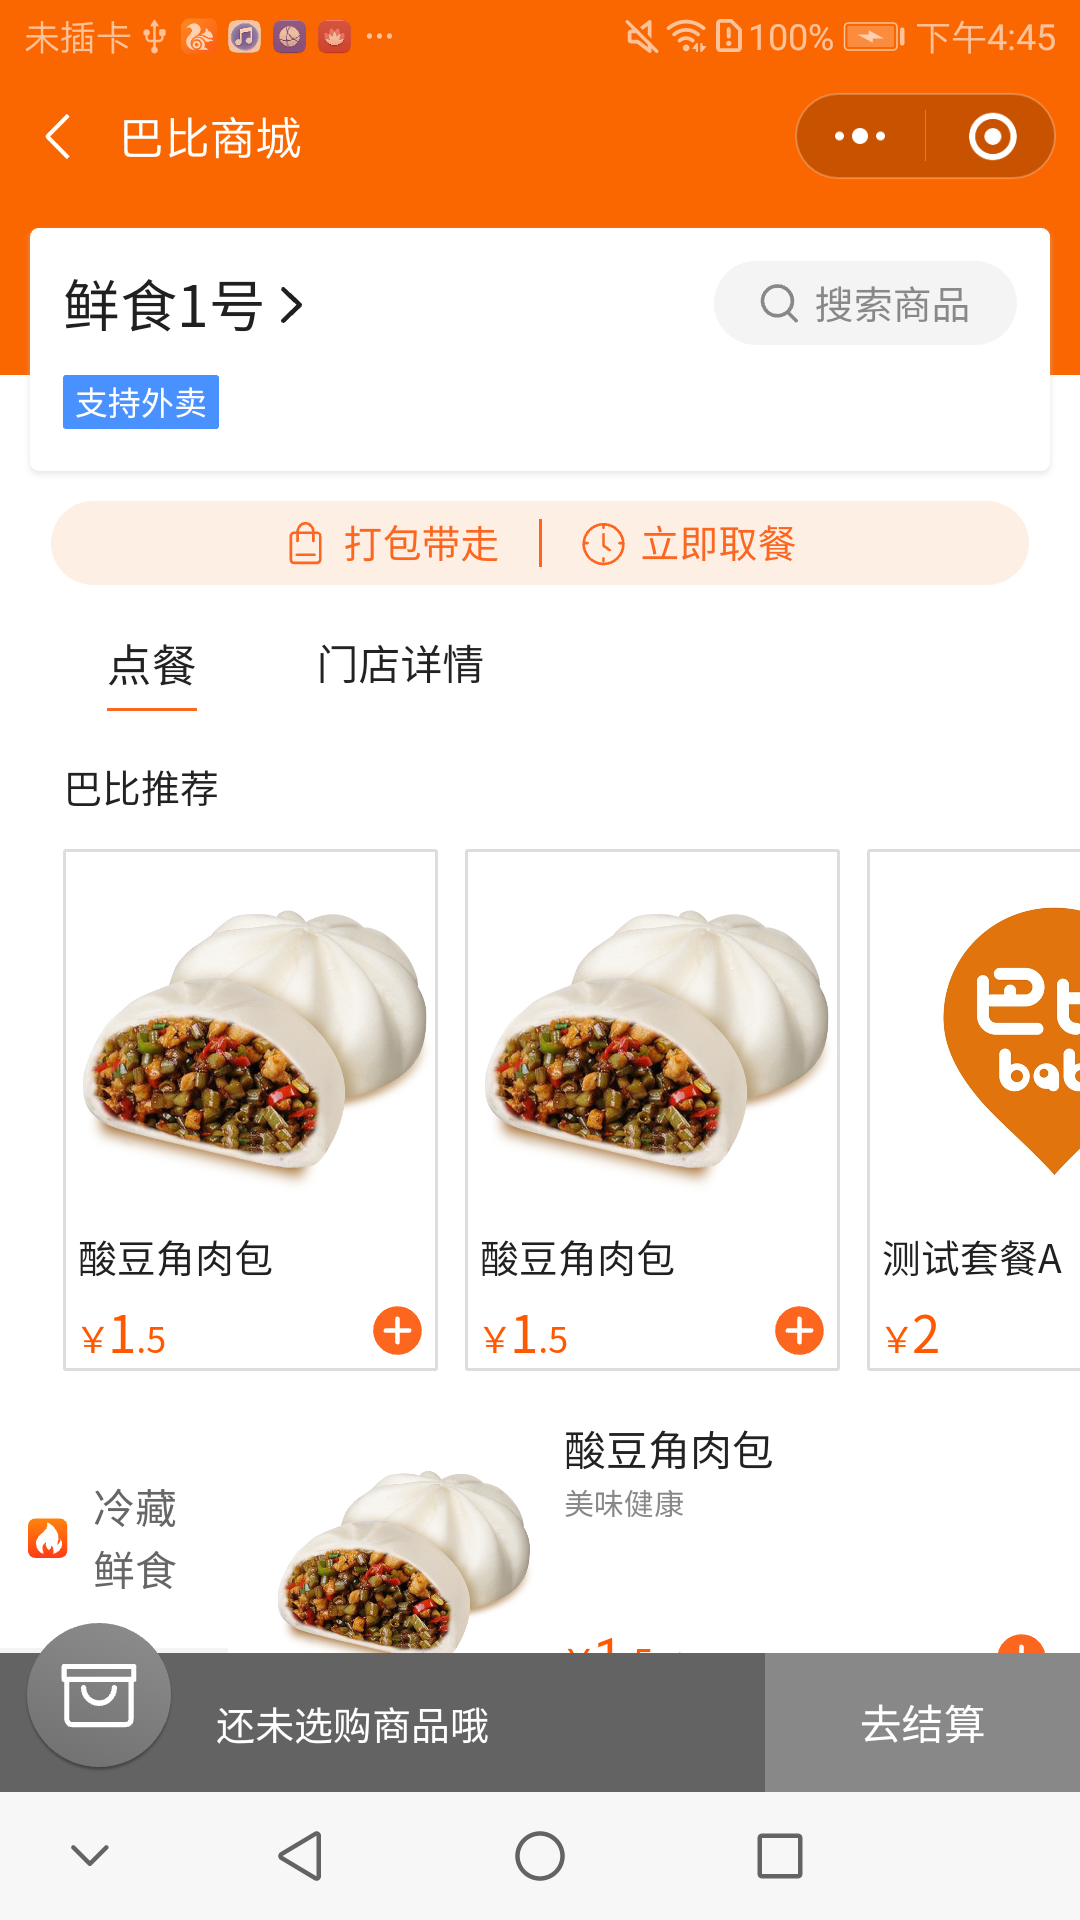 未插卡
100%
下午4:45
巴比商城
鲜食1号
搜索商品
支持外卖
打包带走
立即取餐
点餐
门店详情
巴比推荐
巴比
bab
酸豆角肉包
酸豆角肉包
测试套餐A
¥1.5
¥1.5
¥2
冷藏
鲜食
酸豆角肉包
美味健康
¥1.5
还未选购商品哦
去结算